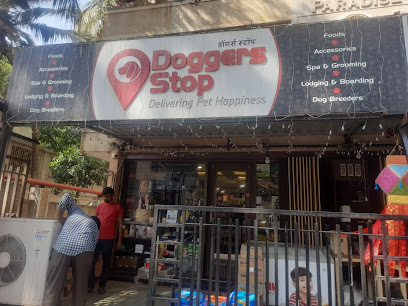 PARADISE
डॉगर्स स्टॉप
Doggers
Stop
Delivering Pet Happiness
Foods
Accessories
Spa & Grooming
Lodging & Boarding
Dog Breeders
Foods
Accessories
Spa & Grooming
Lodging & Boarding
Dog Breeders